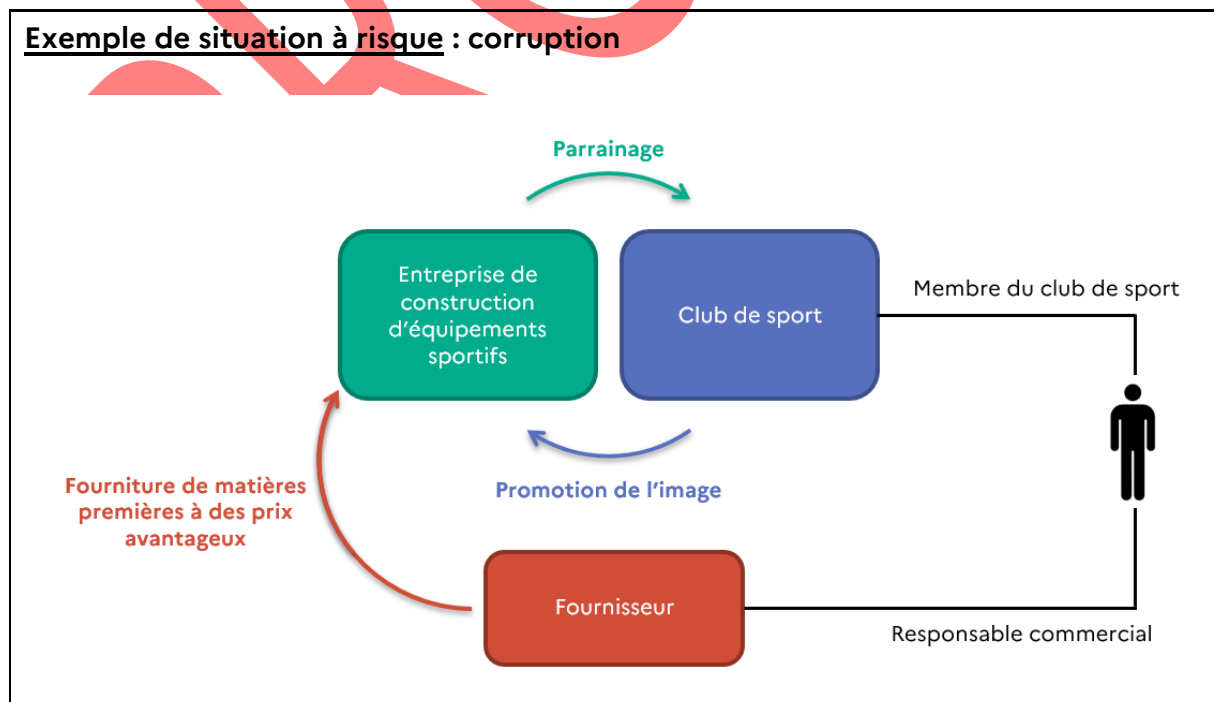 Exemple de situation à risque : corruption
Parrainage
Entreprise de
construction
d’équipements
sportifs
Club de sport
Membre du club de sport
Fourniture de matières
premières à des prix
avantageux
Promotion de l’image
Fournisseur
Responsable commercial